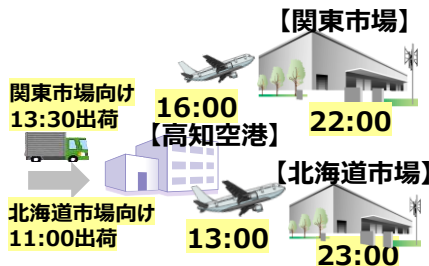 【関東市場】
関東市場向け
13:30出荷
16:00
22:00
【高知空港】
【北海道市場】
北海道市場向け
11:00出荷
13:00
23:00